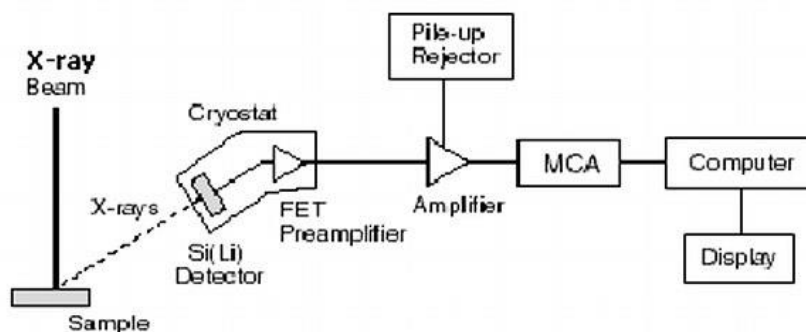 X-ray
Beam
Pile-up
Rejector
Cryostat
X-rays
FET
Preamplifier
Si(Li)
Detector
Sample
Amplifier
MCA
Computer
Display